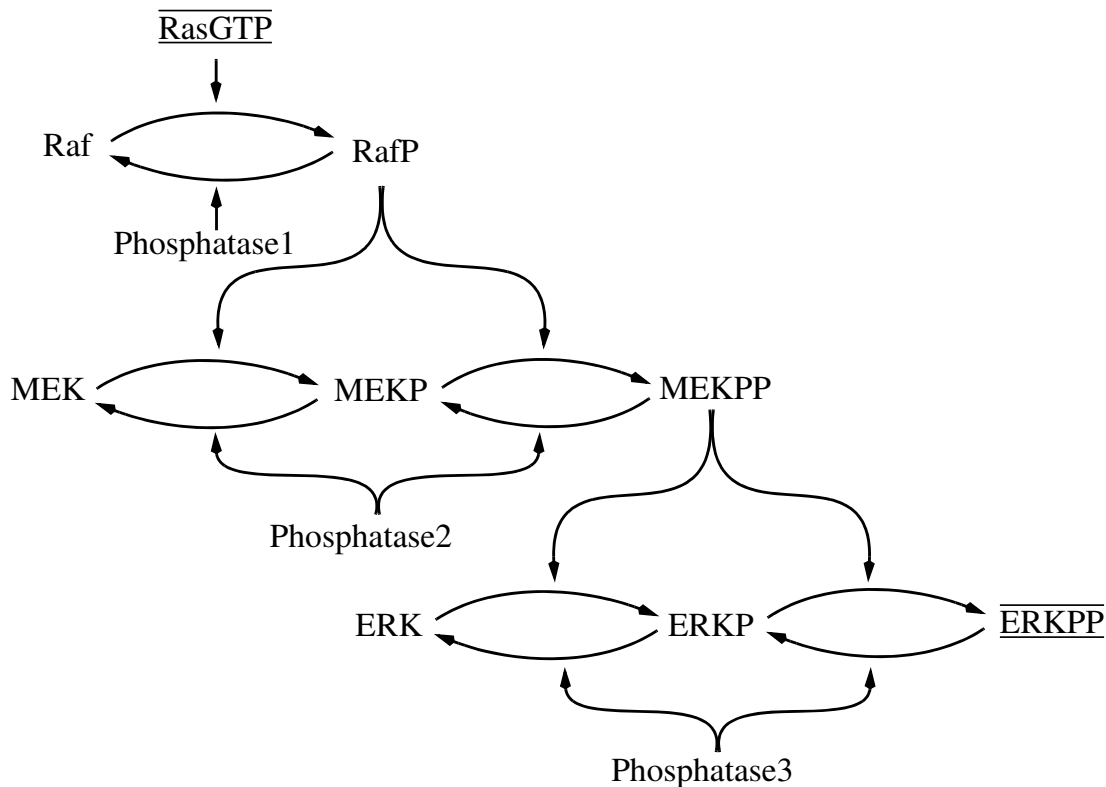 RasGTP
Raf
RafP
Phosphatase1
MEK
MEKP
MEKPP
Phosphatase2
ERK
ERKP
ERKPP
Phosphatase3